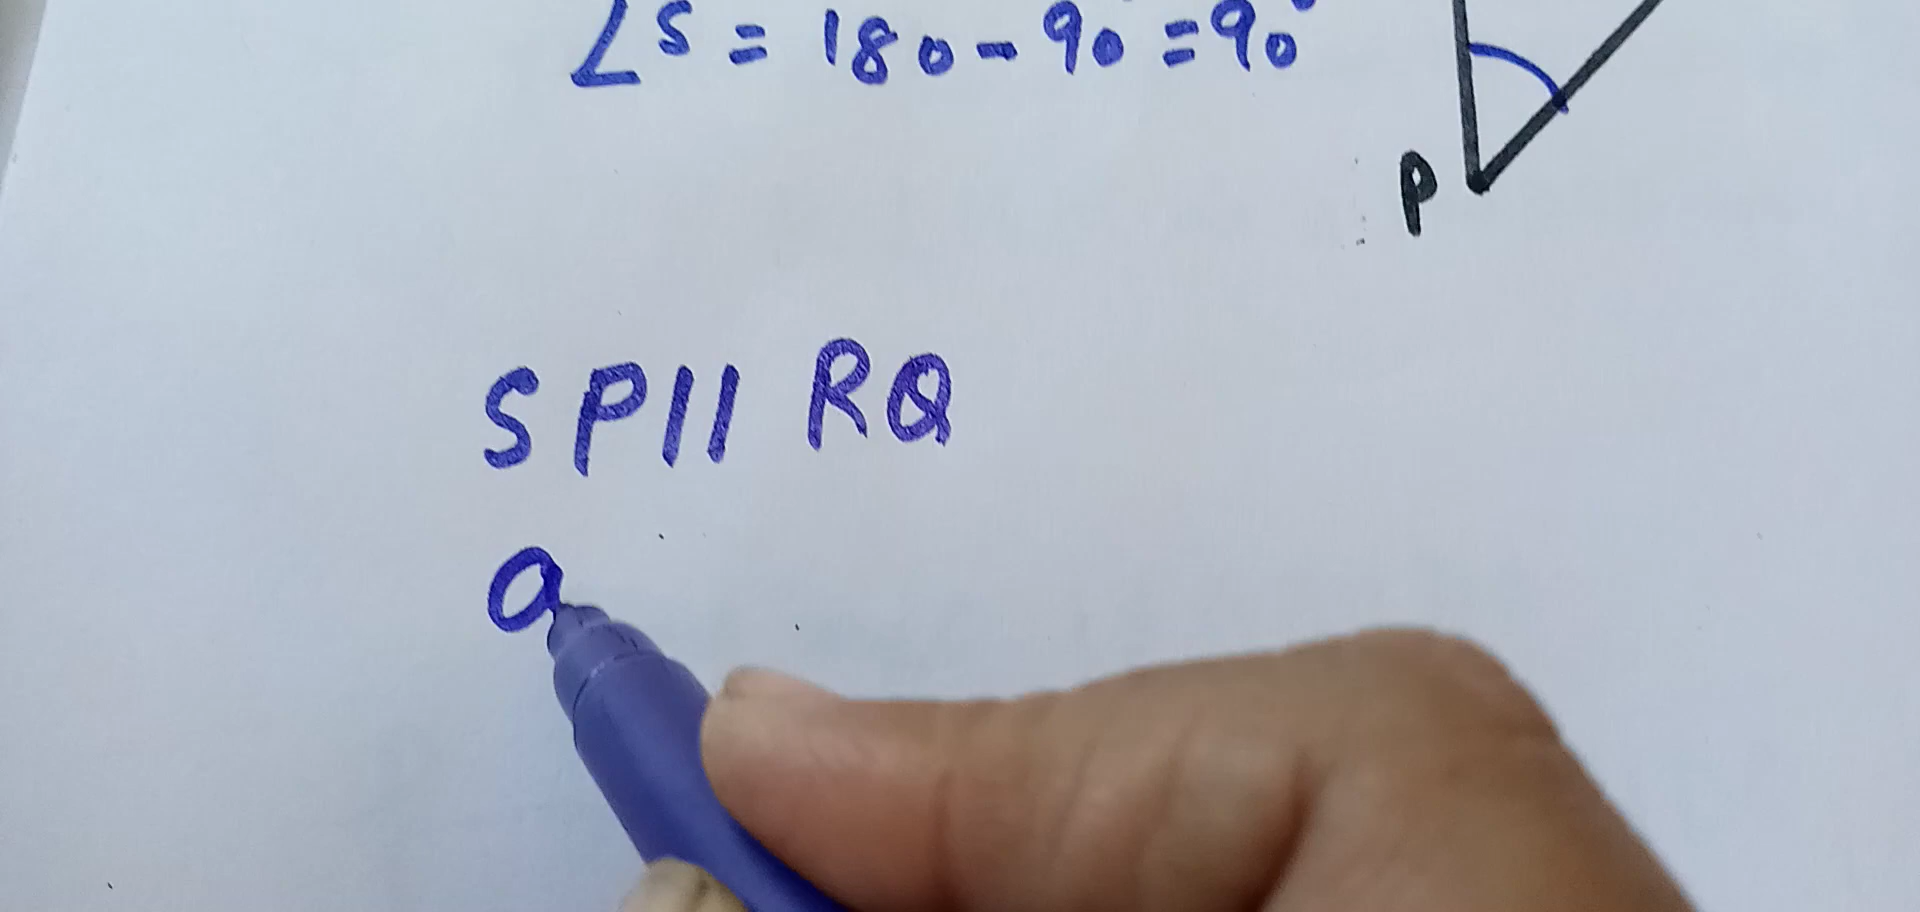 ∠S = 180 - 90° = 90°
P
SP || RQ
a